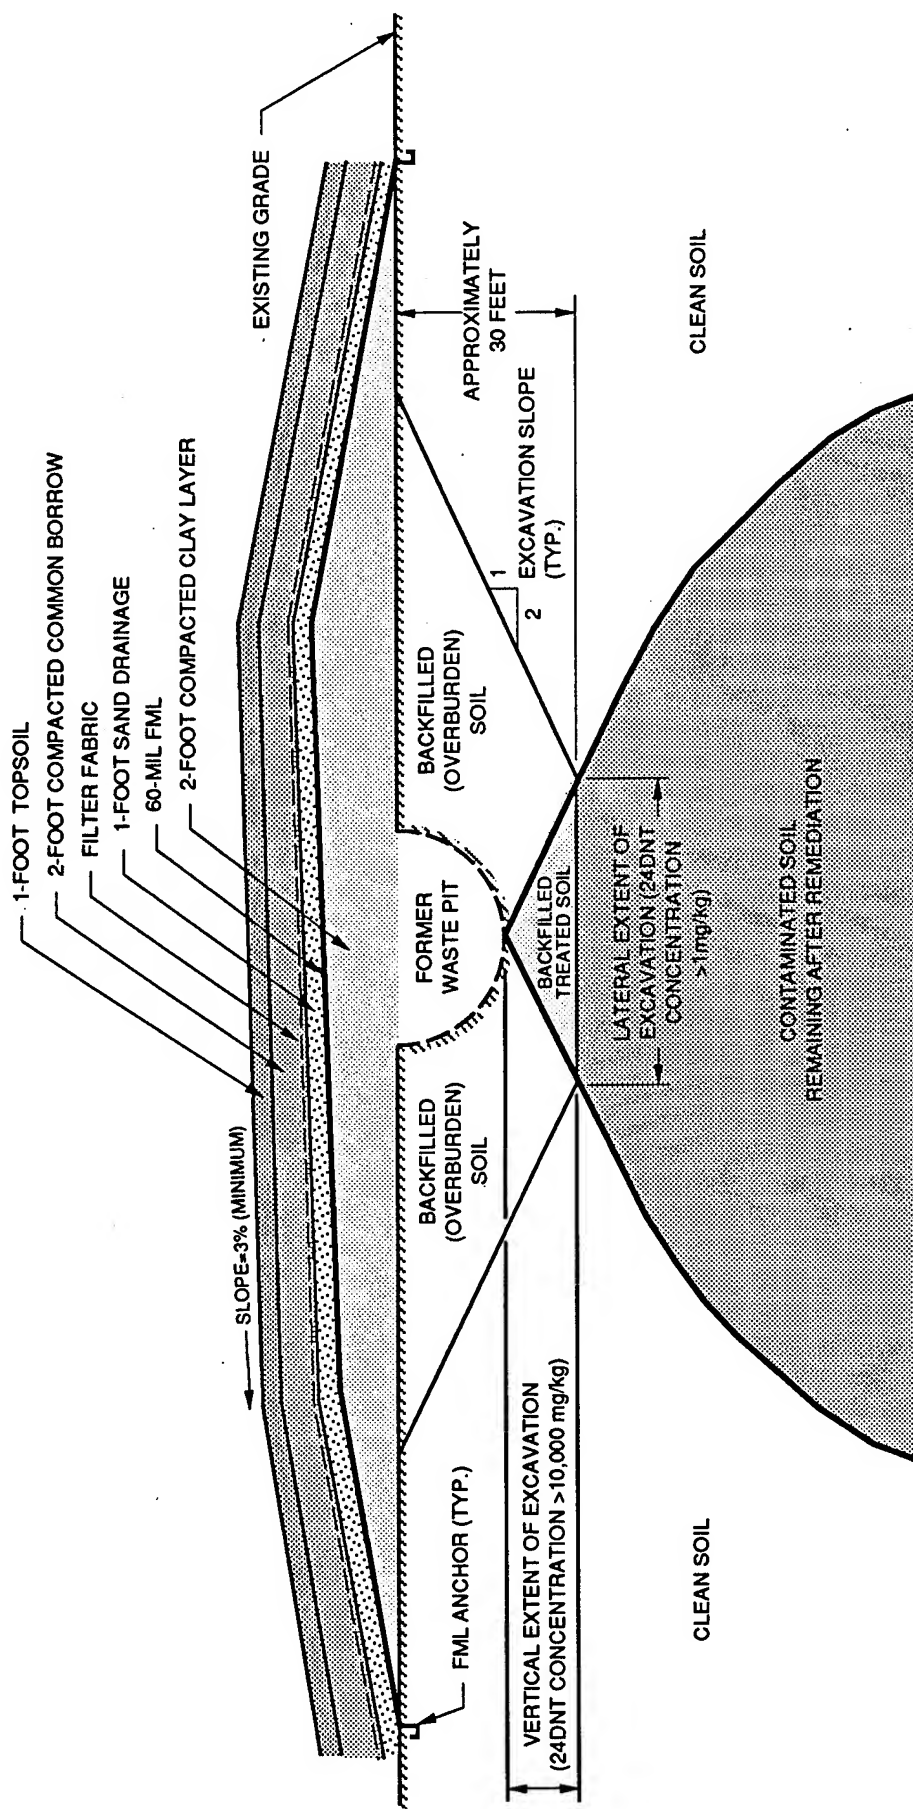 1-FOOT TOPSOIL
2-FOOT COMPACTED COMMON BORROW
FILTER FABRIC
1-FOOT SAND DRAINAGE
60-MIL FML
2-FOOT COMPACTED CLAY LAYER
SLOPE=3% (MINIMUM)
EXISTING GRADE
FML ANCHOR (TYP.)
BACKFILLED
(OVERBURDEN)
SOIL
FORMER
WASTE PIT
BACKFILLED
(OVERBURDEN)
SOIL
APPROXIMATELY
30 FEET
1
2
EXCAVATION SLOPE
(TYP.)
BACKFILLED
TREATED SOIL
VERTICAL EXTENT OF EXCAVATION
(24DNT CONCENTRATION >10,000 mg/kg)
LATERAL EXTENT OF
EXCAVATION (24DNT
CONCENTRATION
>1mg/kg)
CLEAN SOIL
CLEAN SOIL
CONTAMINATED SOIL
REMAINING AFTER REMEDIATION